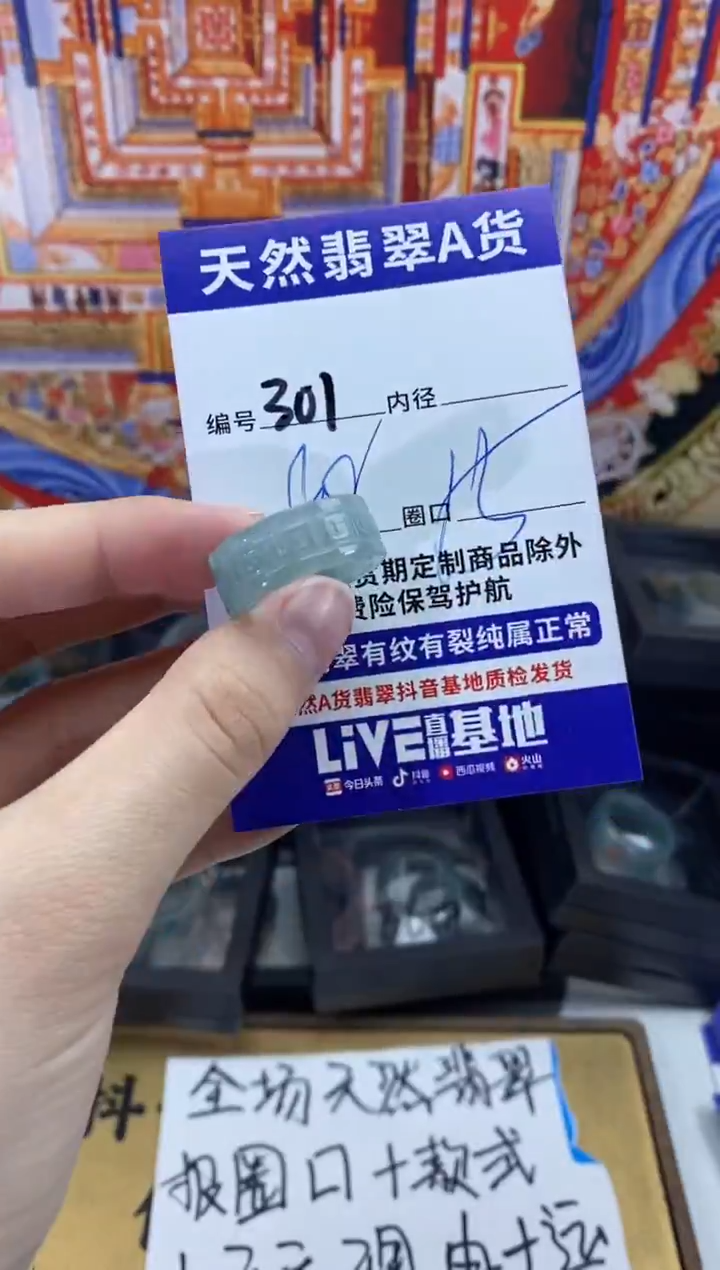 天然翡翠A货
编号 301 内径
圈口
货期定制商品除外
费险保驾护航
翠有纹有裂纯属正常
然A货翡翠抖音基地质检发货
LiVE直播基地
今日头条 抖音 西瓜视频 火山
抖
全场天然翡翠
报圈口+款式